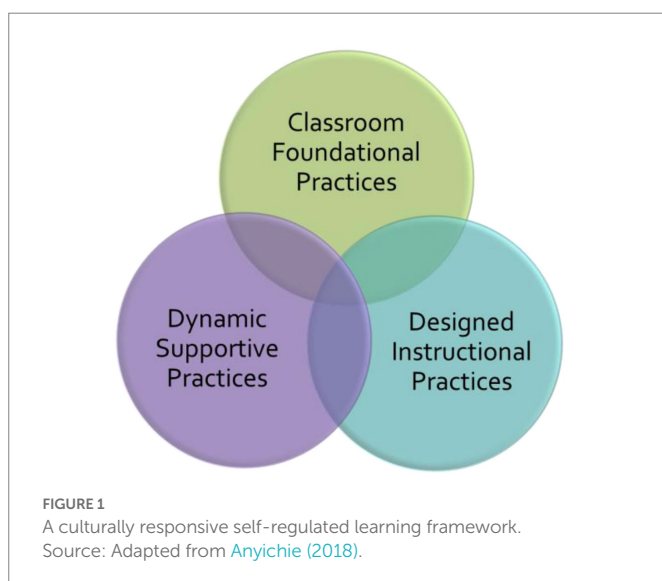 Classroom
Foundational
Practices
Dynamic
Supportive
Practices
Designed
Instructional
Practices
FIGURE 1
A culturally responsive self-regulated learning framework.
Source: Adapted from Anyichie (2018).